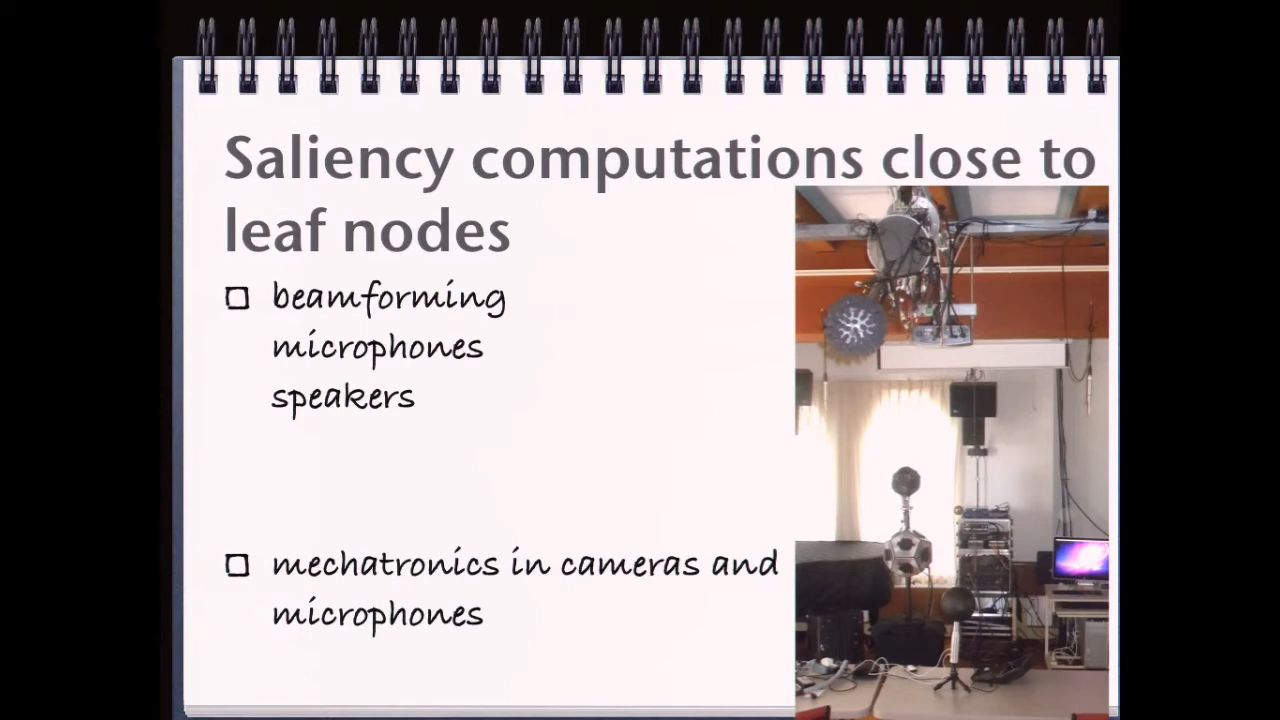 Saliency computations close to
leaf nodes
beamforming
microphones
speakers
mechatronics in cameras and
microphones